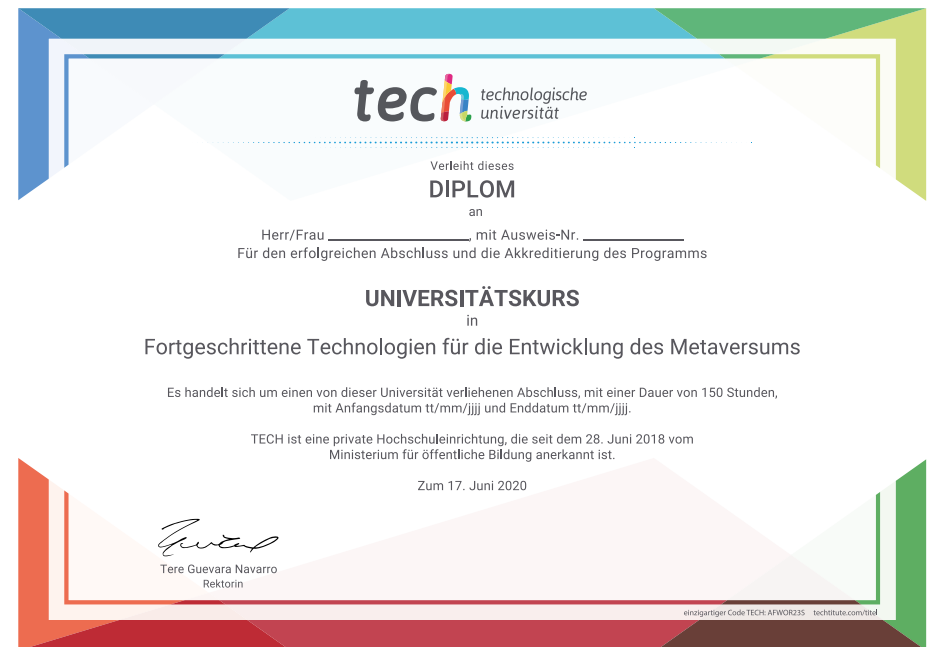 tech technologische
universität
Verleiht dieses
DIPLOM
an
Herr/Frau ____________, mit Ausweis-Nr. ____________
Für den erfolgreichen Abschluss und die Akkreditierung des Programms
UNIVERSITÄTSKURS
in
Fortgeschrittene Technologien für die Entwicklung des Metaversums
Es handelt sich um einen von dieser Universität verliehenen Abschluss, mit einer Dauer von 150 Stunden,
mit Anfangsdatum tt/mm/jjjj und Enddatum tt/mm/jjjj.
TECH ist eine private Hochschuleinrichtung, die seit dem 28. Juni 2018 vom
Ministerium für öffentliche Bildung anerkannt ist.
Zum 17. Juni 2020
Tere Guevara Navarro
Rektorin
einzigartiger Code TECH: AFWOR23S techtitute.com/titel